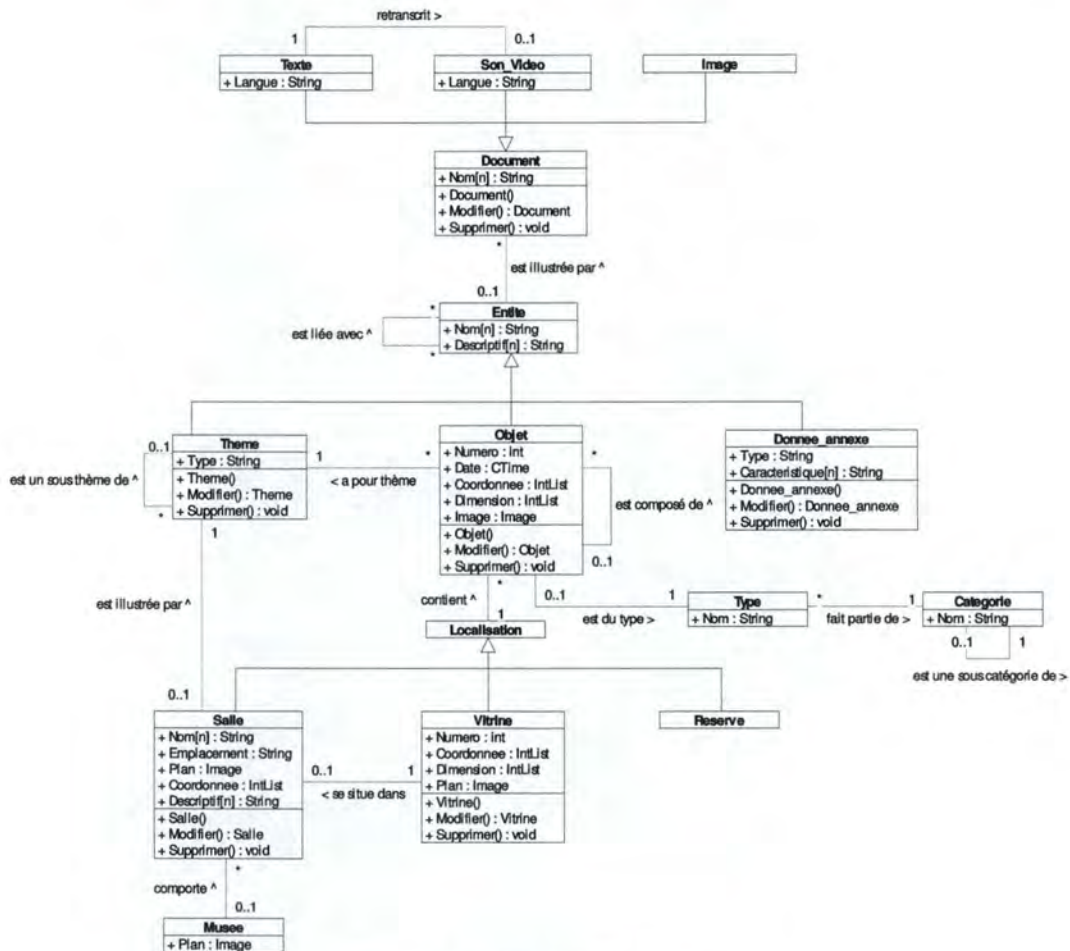 retranscrit >
1
0..1
Texte
+ Langue : String
Son_Video
+ Langue : String
Image
Document
+ Nom[n] : String
+ Document()
+ Modifier() : Document
+ Supprimer() : void
*
est illustrée par ^
0..1
Entite
+ Nom[n] : String
+ Descriptif[n] : String
*
est liée avec ^
*
Theme
+ Type : String
+ Theme()
+ Modifier() : Theme
+ Supprimer() : void
0..1
est un sous thème de ^
*
1
1
*
< a pour thème
Objet
+ Numero : Int
+ Date : CTime
+ Coordonnee : IntList
+ Dimension : IntList
+ Image : Image
+ Objet()
+ Modifier() : Objet
+ Supprimer() : void
*
est composé de ^
0..1
Donnee_annexe
+ Type : String
+ Caracteristique[n] : String
+ Donnee_annexe()
+ Modifier() : Donnee_annexe
+ Supprimer() : void
est illustrée par ^
contient ^
*
1
0..1
1
est du type >
Type
+ Nom : String
*
1
fait partie de >
Categorie
+ Nom : String
0..1
1
est une sous catégorie de >
Localisation
0..1
Salle
+ Nom[n] : String
+ Emplacement : String
+ Plan : Image
+ Coordonnee : IntList
+ Descriptif[n] : String
+ Salle()
+ Modifier() : Salle
+ Supprimer() : void
0..1
1
< se situe dans
Vitrine
+ Numero : int
+ Coordonnee : IntList
+ Dimension : IntList
+ Plan : Image
+ Vitrine()
+ Modifier() : Vitrine
+ Supprimer() : void
Reserve
*
comporte ^
0..1
Musee
+ Plan : Image